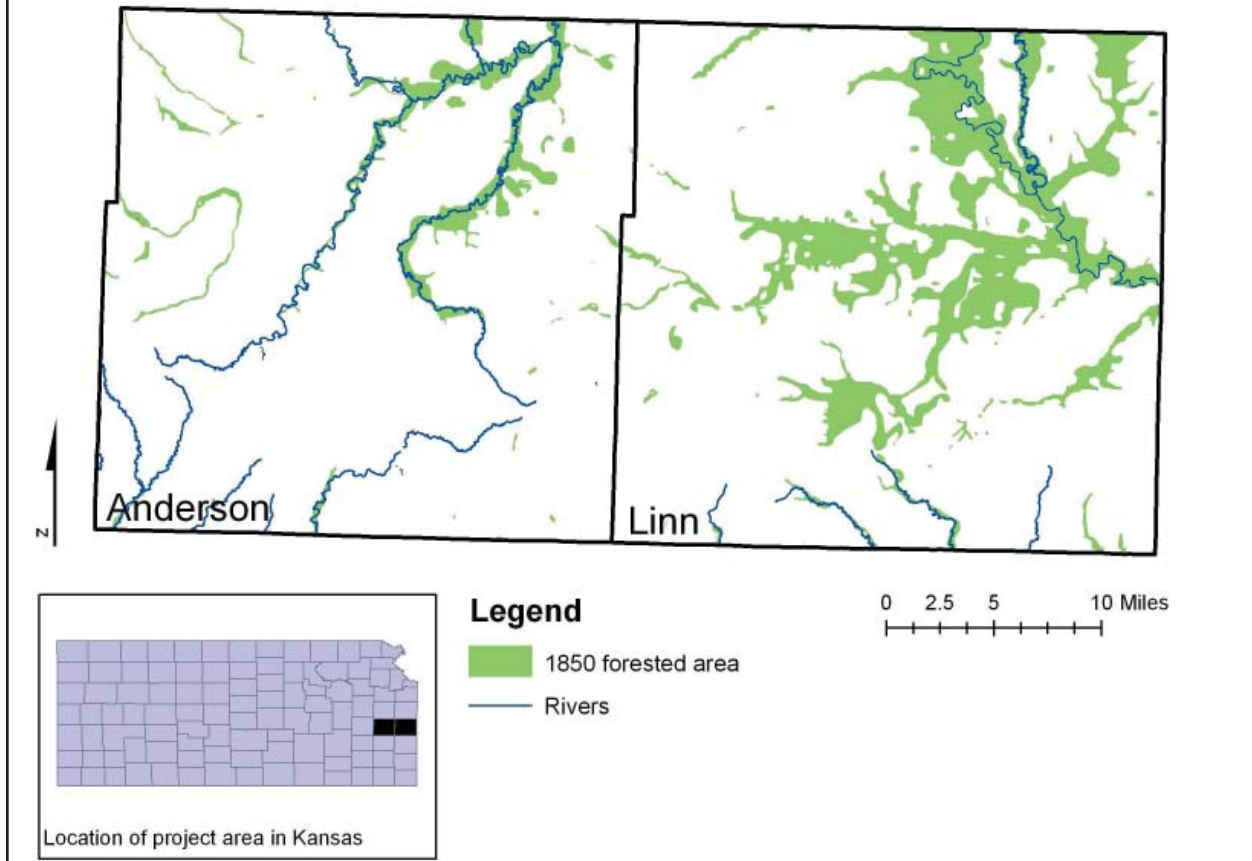 Anderson
Linn
N
Legend
0 2.5 5 10 Miles
1850 forested area
Rivers
Location of project area in Kansas